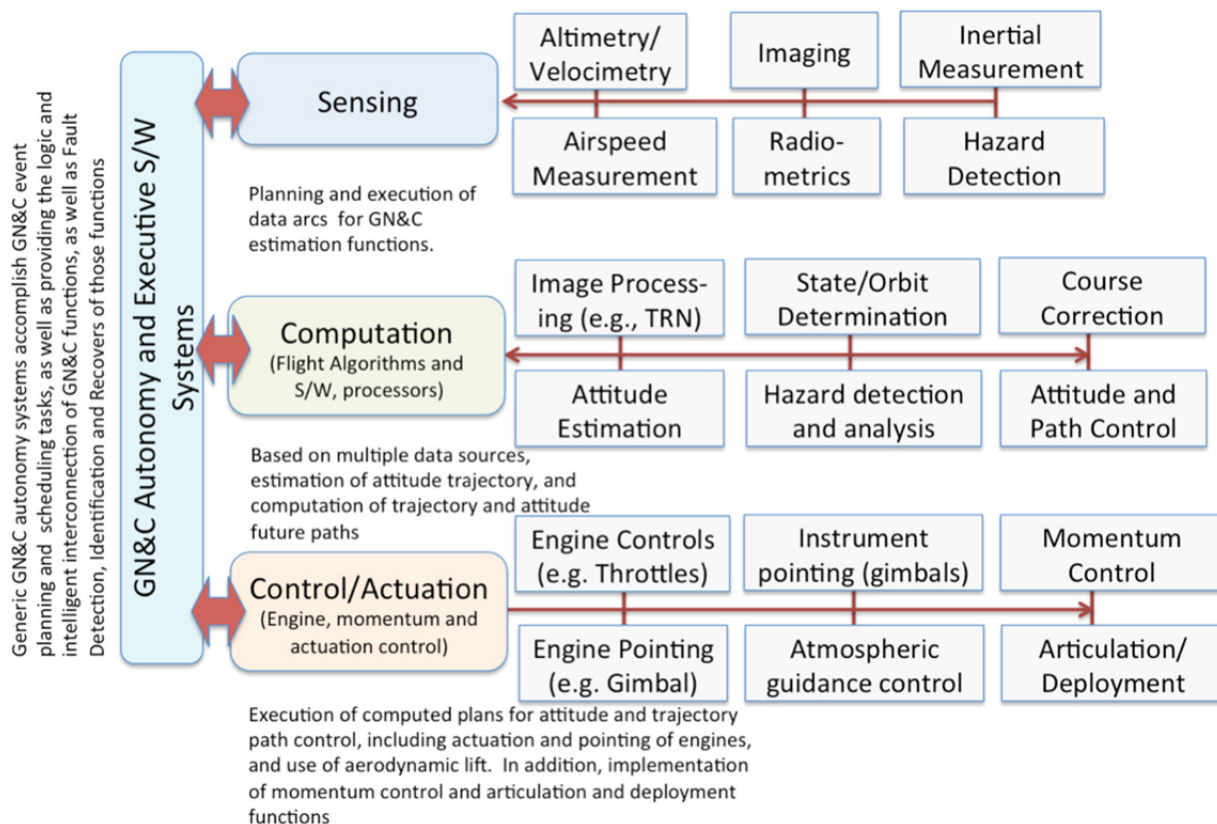 Generic GN&C autonomy systems accomplish GN&C event
planning and scheduling tasks, as well as providing the logic and
intelligent interconnection of GN&C functions, as well as Fault
Detection, Identification and Recovers of those functions
GN&C Autonomy and Executive S/W
Systems
Sensing
Altimetry/
Velocimetry
Imaging
Inertial
Measurement
Airspeed
Measurement
Radio-
metrics
Hazard
Detection
Planning and execution of
data arcs for GN&C
estimation functions.
Computation
(Flight Algorithms and
S/W, processors)
Image Process-
ing (e.g., TRN)
State/Orbit
Determination
Course
Correction
Attitude
Estimation
Hazard detection
and analysis
Attitude and
Path Control
Based on multiple data sources,
estimation of attitude trajectory, and
computation of trajectory and attitude
future paths
Control/Actuation
(Engine, momentum and
actuation control)
Engine Controls
(e.g. Throttles)
Instrument
pointing (gimbals)
Momentum
Control
Engine Pointing
(e.g. Gimbal)
Atmospheric
guidance control
Articulation/
Deployment
Execution of computed plans for attitude and trajectory
path control, including actuation and pointing of engines,
and use of aerodynamic lift. In addition, implementation
of momentum control and articulation and deployment
functions